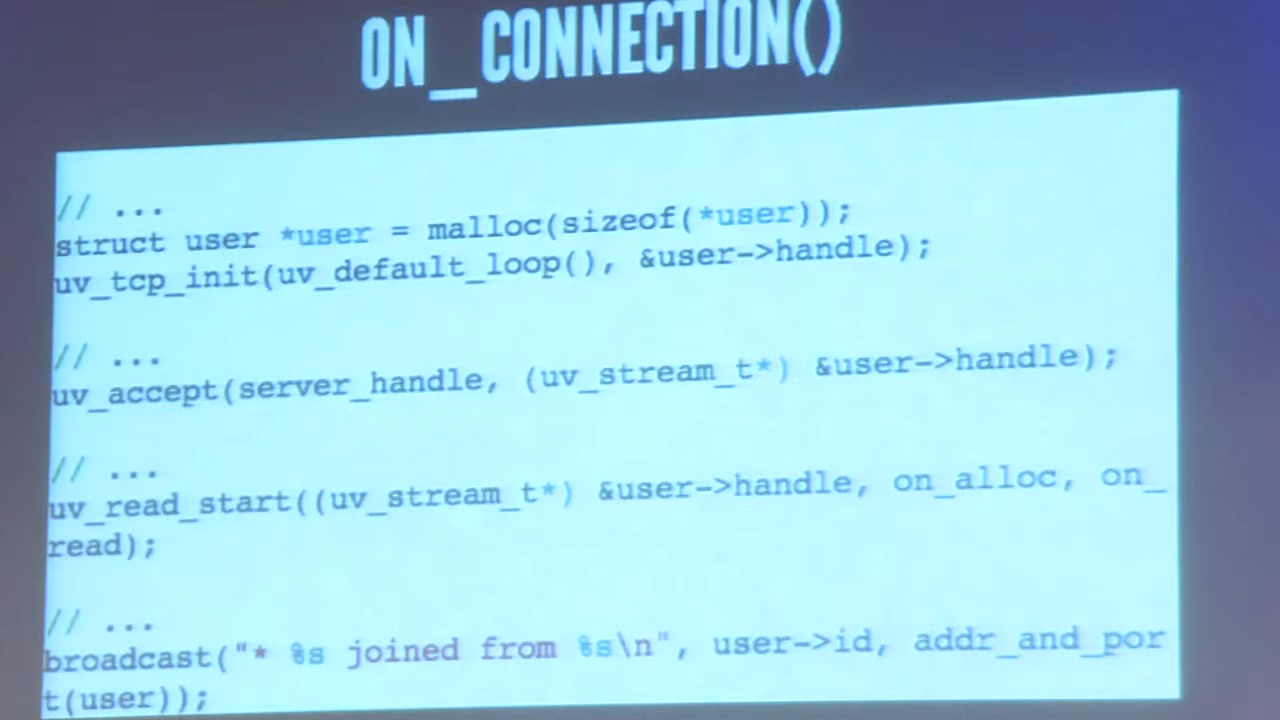 ON_CONNECTION()
// ...
struct user *user = malloc(sizeof(*user));
uv_tcp_init(uv_default_loop(), &user->handle);
// ...
uv_accept(server_handle, (uv_stream_t*) &user->handle);
// ...
uv_read_start((uv_stream_t*) &user->handle, on_alloc, on_
read);
// ...
broadcast("* %s joined from %s\n", user->id, addr_and_por
t(user));